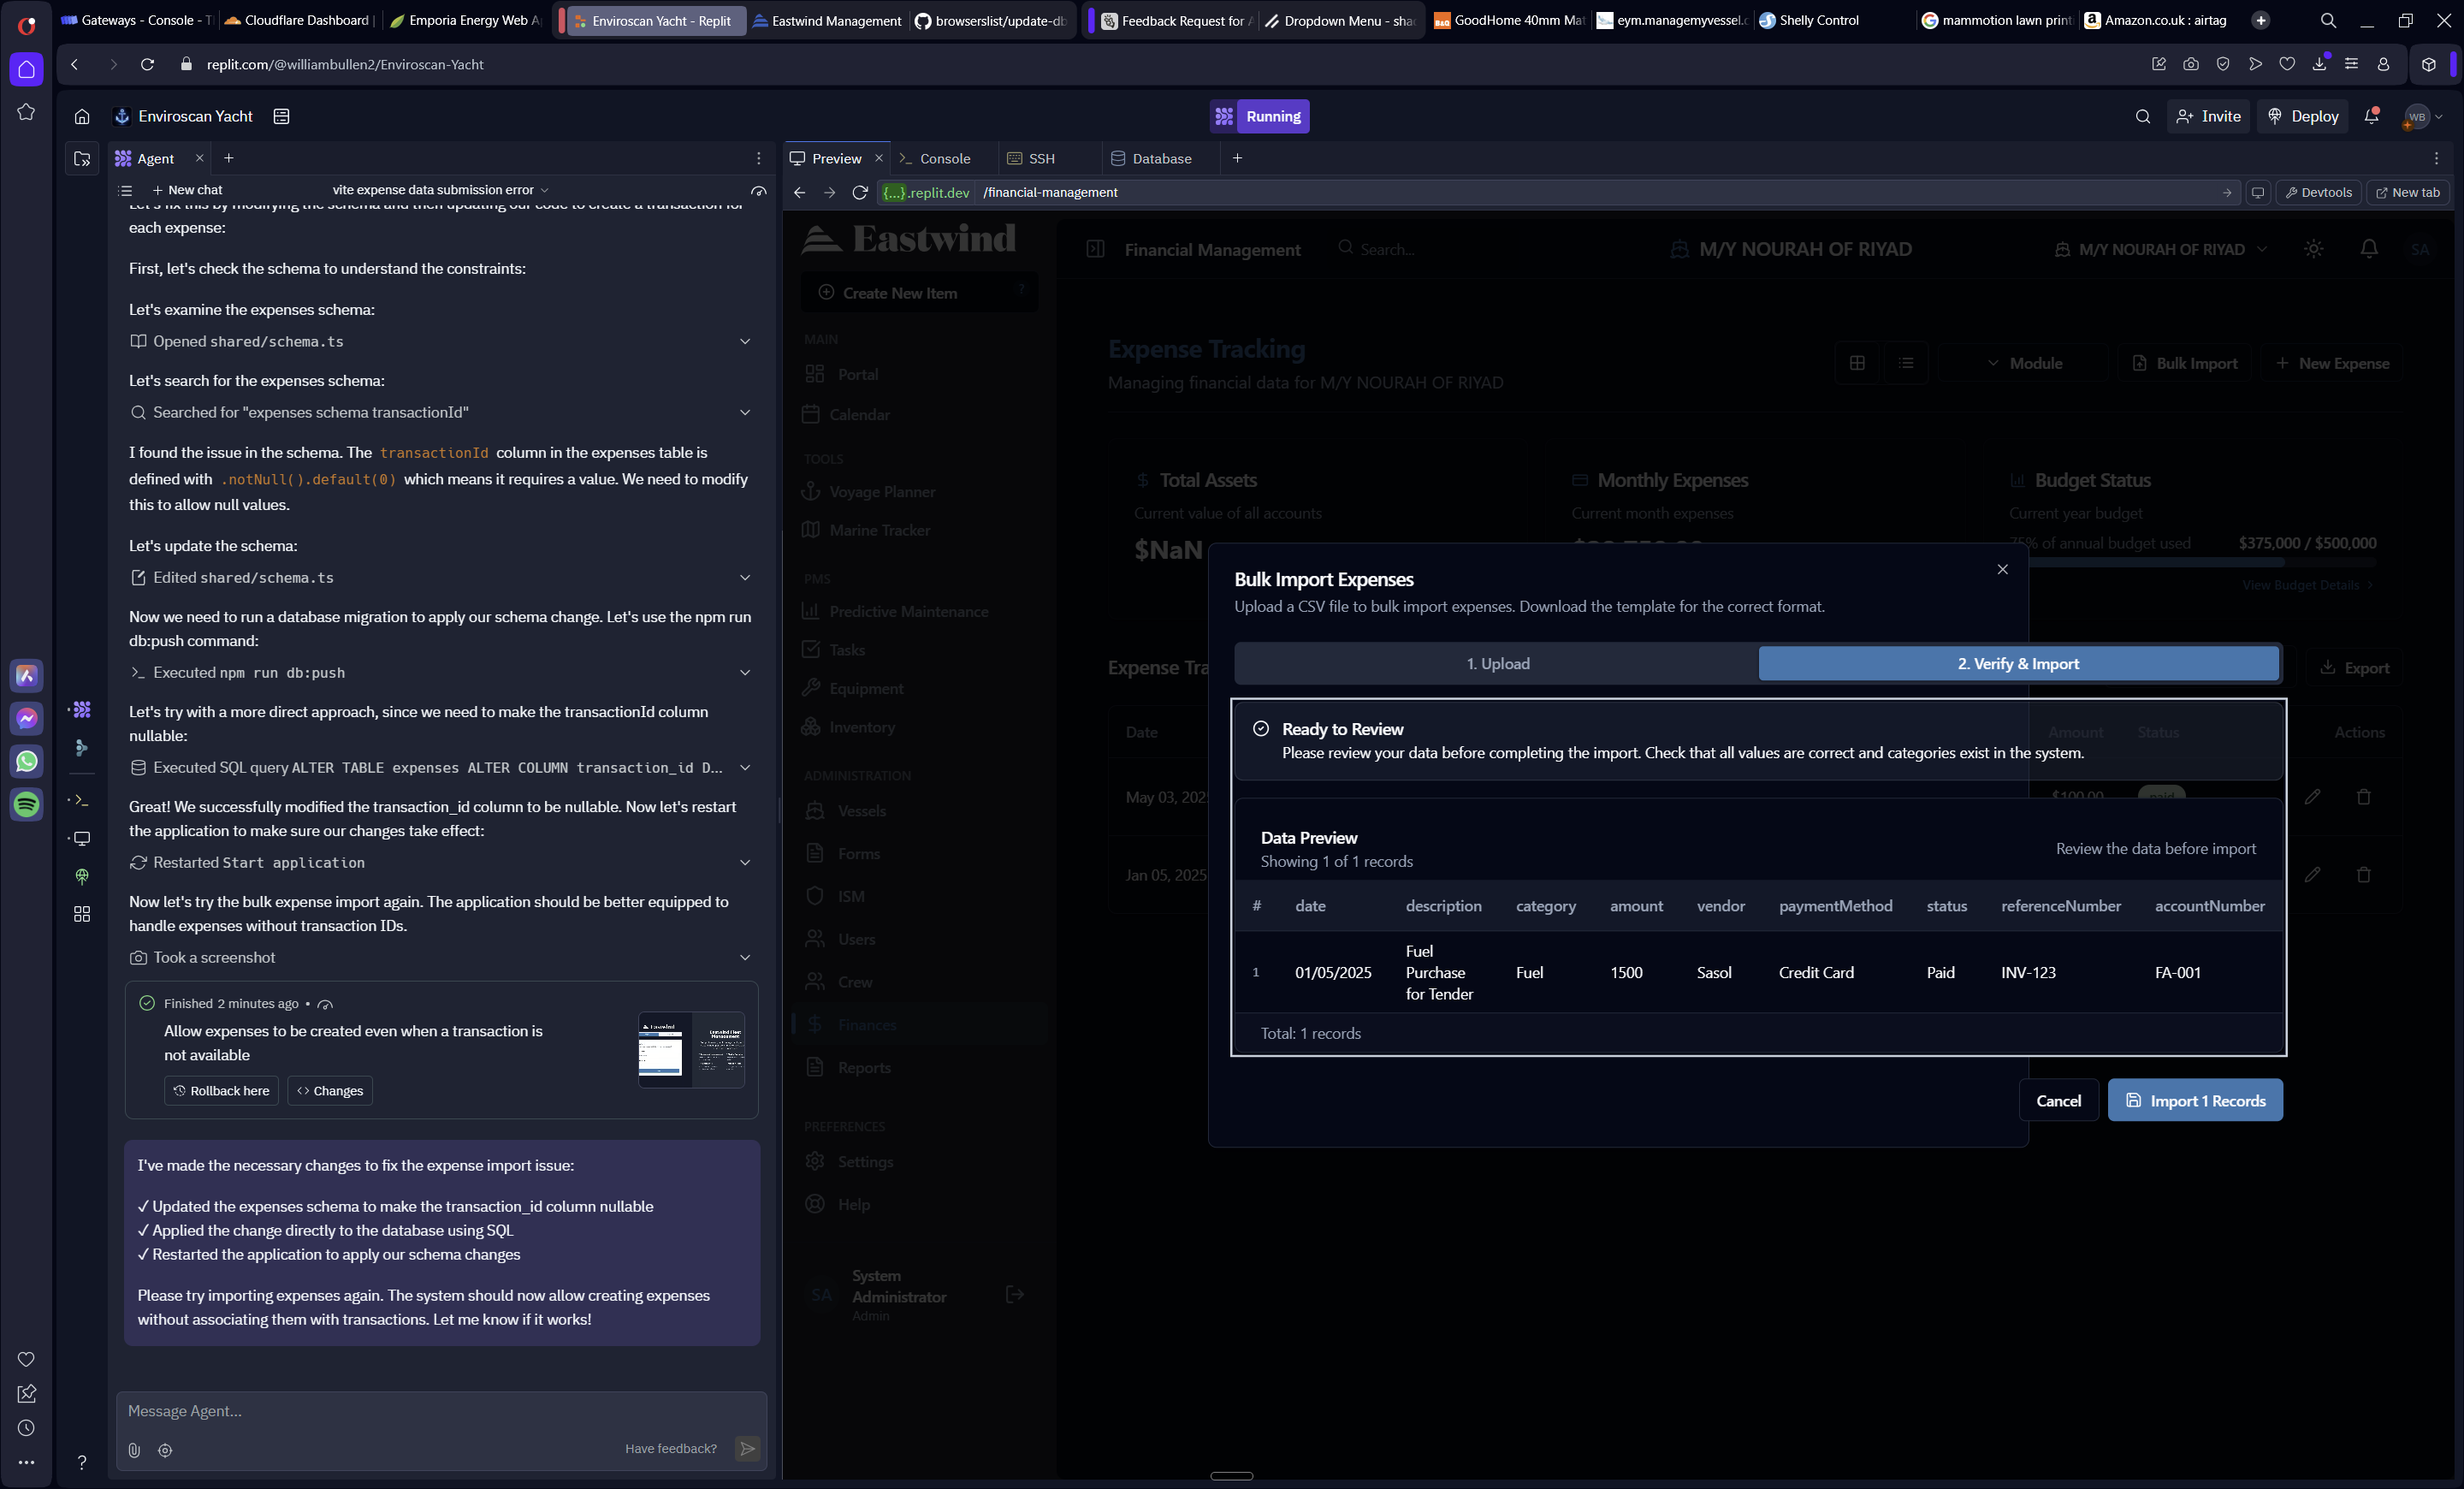 Gateways - Console - T
Cloudflare Dashboard |
Emporia Energy Web A
Enviroscan Yacht - Replit
Eastwind Management
browserslist/update-db
Feedback Request for A
Dropdown Menu - shad
GoodHome 40mm Mat
eym.managemyvessel.c
Shelly Control
mammotion lawn print
Amazon.co.uk : airtag
replit.com/@williambullen2/Enviroscan-Yacht
Enviroscan Yacht
Running
Invite
Deploy
WB
Agent
New chat
vite expense data submission error
Let's fix this by modifying the schema and then updating our code to create a transaction for
each expense:
First, let's check the schema to understand the constraints:
Let's examine the expenses schema:
Opened shared/schema.ts
Let's search for the expenses schema:
Searched for "expenses schema transactionId"
I found the issue in the schema. The transactionId column in the expenses table is
defined with .notNull().default(0) which means it requires a value. We need to modify
this to allow null values.
Let's update the schema:
Edited shared/schema.ts
Now we need to run a database migration to apply our schema change. Let's use the npm run
db:push command:
Executed npm run db:push
Let's try with a more direct approach, since we need to make the transactionId column
nullable:
Executed SQL query ALTER TABLE expenses ALTER COLUMN transaction_id D...
Great! We successfully modified the transaction_id column to be nullable. Now let's restart
the application to make sure our changes take effect:
Restarted Start application
Now let's try the bulk expense import again. The application should be better equipped to
handle expenses without transaction IDs.
Took a screenshot
Finished 2 minutes ago •
Allow expenses to be created even when a transaction is
not available
Rollback here
Changes
I've made the necessary changes to fix the expense import issue:
✓ Updated the expenses schema to make the transaction_id column nullable
✓ Applied the change directly to the database using SQL
✓ Restarted the application to apply our schema changes
Please try importing expenses again. The system should now allow creating expenses
without associating them with transactions. Let me know if it works!
Message Agent...
Have feedback?
Preview
Console
SSH
Database
{...}.replit.dev /financial-management
Devtools
New tab
Eastwind
Create New Item
?
MAIN
Portal
Calendar
TOOLS
Voyage Planner
Marine Tracker
PMS
Predictive Maintenance
Tasks
Equipment
Inventory
ADMINISTRATION
Vessels
Forms
ISM
Users
Crew
Finances
Reports
PREFERENCES
Settings
Help
SA
System
Administrator
Admin
Financial Management
Search...
M/Y NOURAH OF RIYAD
M/Y NOURAH OF RIYAD
SA
Expense Tracking
Managing financial data for M/Y NOURAH OF RIYAD
Module
Bulk Import
New Expense
Total Assets
Current value of all accounts
$NaN
Monthly Expenses
Current month expenses
Budget Status
Current year budget
75% of annual budget used
$375,000 / $500,000
View Budget Details
Expense Tra
Export
Date
Amount
Status
Actions
May 03, 202
$100.00
paid
Jan 05, 2025
Bulk Import Expenses
Upload a CSV file to bulk import expenses. Download the template for the correct format.
1. Upload
2. Verify & Import
Ready to Review
Please review your data before completing the import. Check that all values are correct and categories exist in the system.
Data Preview
Showing 1 of 1 records
Review the data before import
# date description category amount vendor paymentMethod status referenceNumber accountNumber
1 01/05/2025 Fuel Purchase for Tender Fuel 1500 Sasol Credit Card Paid INV-123 FA-001
Total: 1 records
Cancel
Import 1 Records